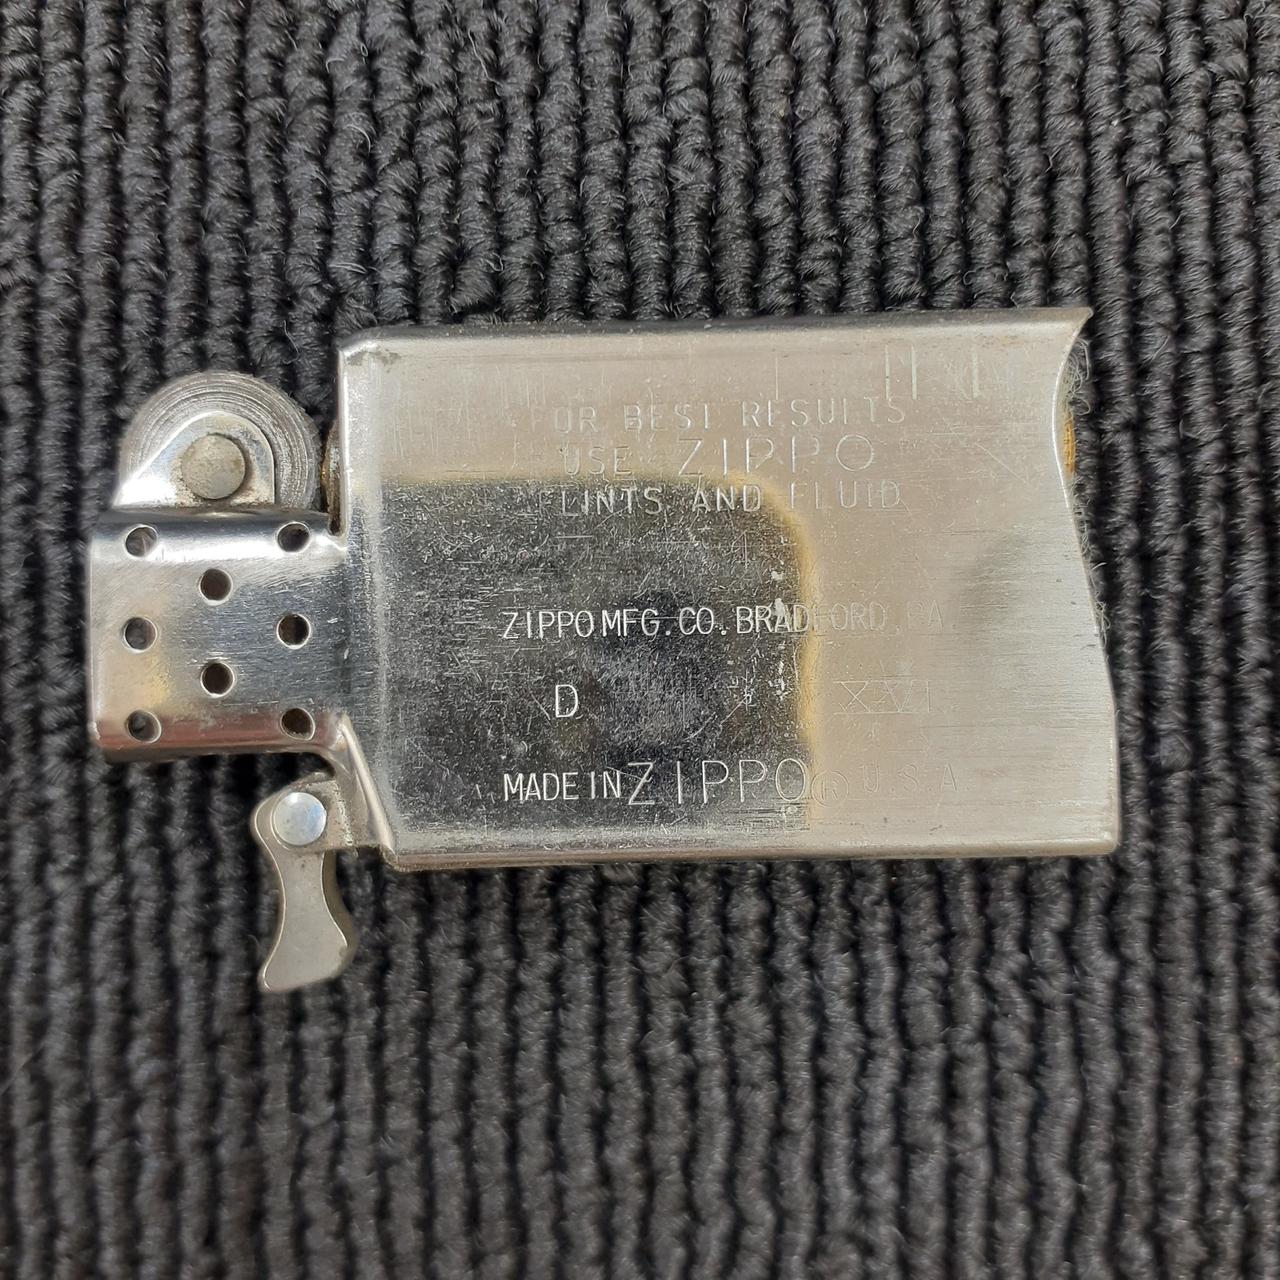 FOR BEST RESULTS
USE ZIPPO
FLINTS AND FLUID
ZIPPO MFG. CO. BRADFORD, PA.
D XVI
MADE IN ZIPPO® U.S.A